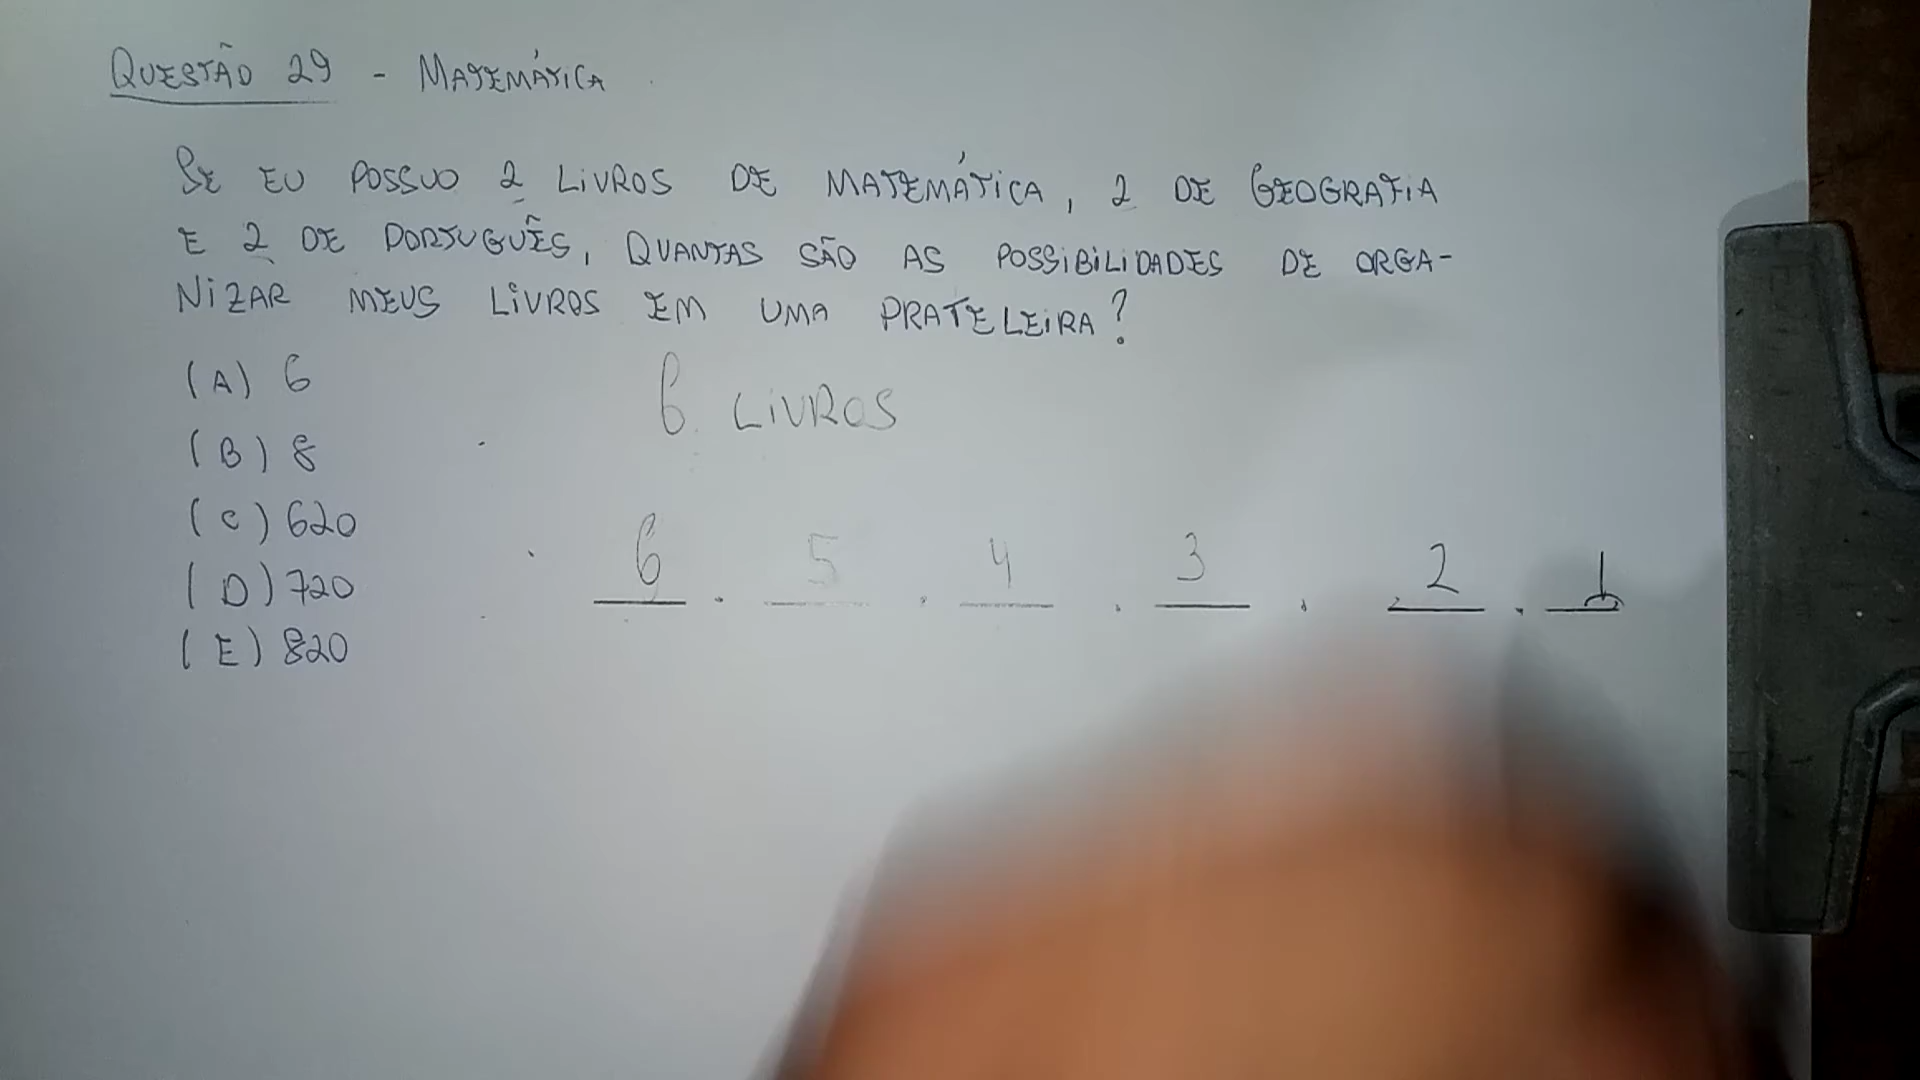 QUESTÃO 29 - MATEMÁTICA
SE EU POSSUO 2 LIVROS DE MATEMÁTICA, 2 DE GEOGRAFIA
E 2 DE PORTUGUÊS, QUANTAS SÃO AS POSSIBILIDADES DE ORGA-
NIZAR MEUS LIVROS EM UMA PRATELEIRA?
(A) 6
6 LIVROS
(B) 8
(C) 620
6 . 5 . 4 . 3 . 2 . 1
(D) 720
(E) 820